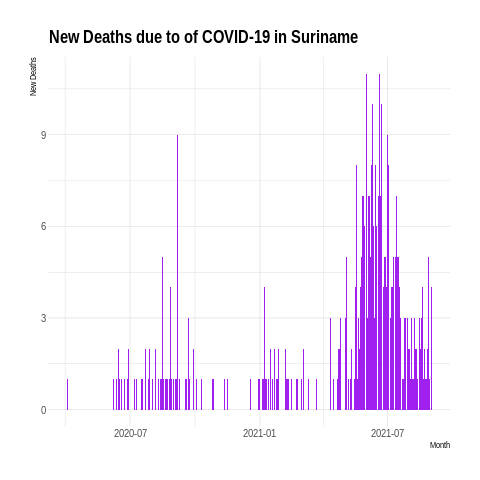 New Deaths due to of COVID-19 in Suriname
New Deaths
9
6
3
0
2020-07
2021-01
2021-07
Month